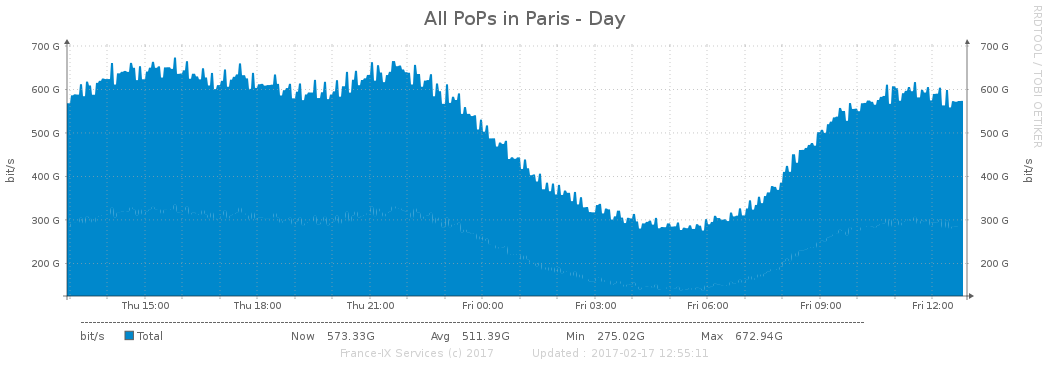 All PoPs in Paris - Day
RRDTOOL / TOBI OETIKER
700 G 700 G
600 G 600 G
500 G 500 G
400 G 400 G
300 G 300 G
200 G 200 G
bit/s bit/s
Thu 15:00 Thu 18:00 Thu 21:00 Fri 00:00 Fri 03:00 Fri 06:00 Fri 09:00 Fri 12:00
bit/s Total Now 573.33G Avg 511.39G Min 275.02G Max 672.94G
France-IX Services (c) 2017 Updated : 2017-02-17 12:55:11